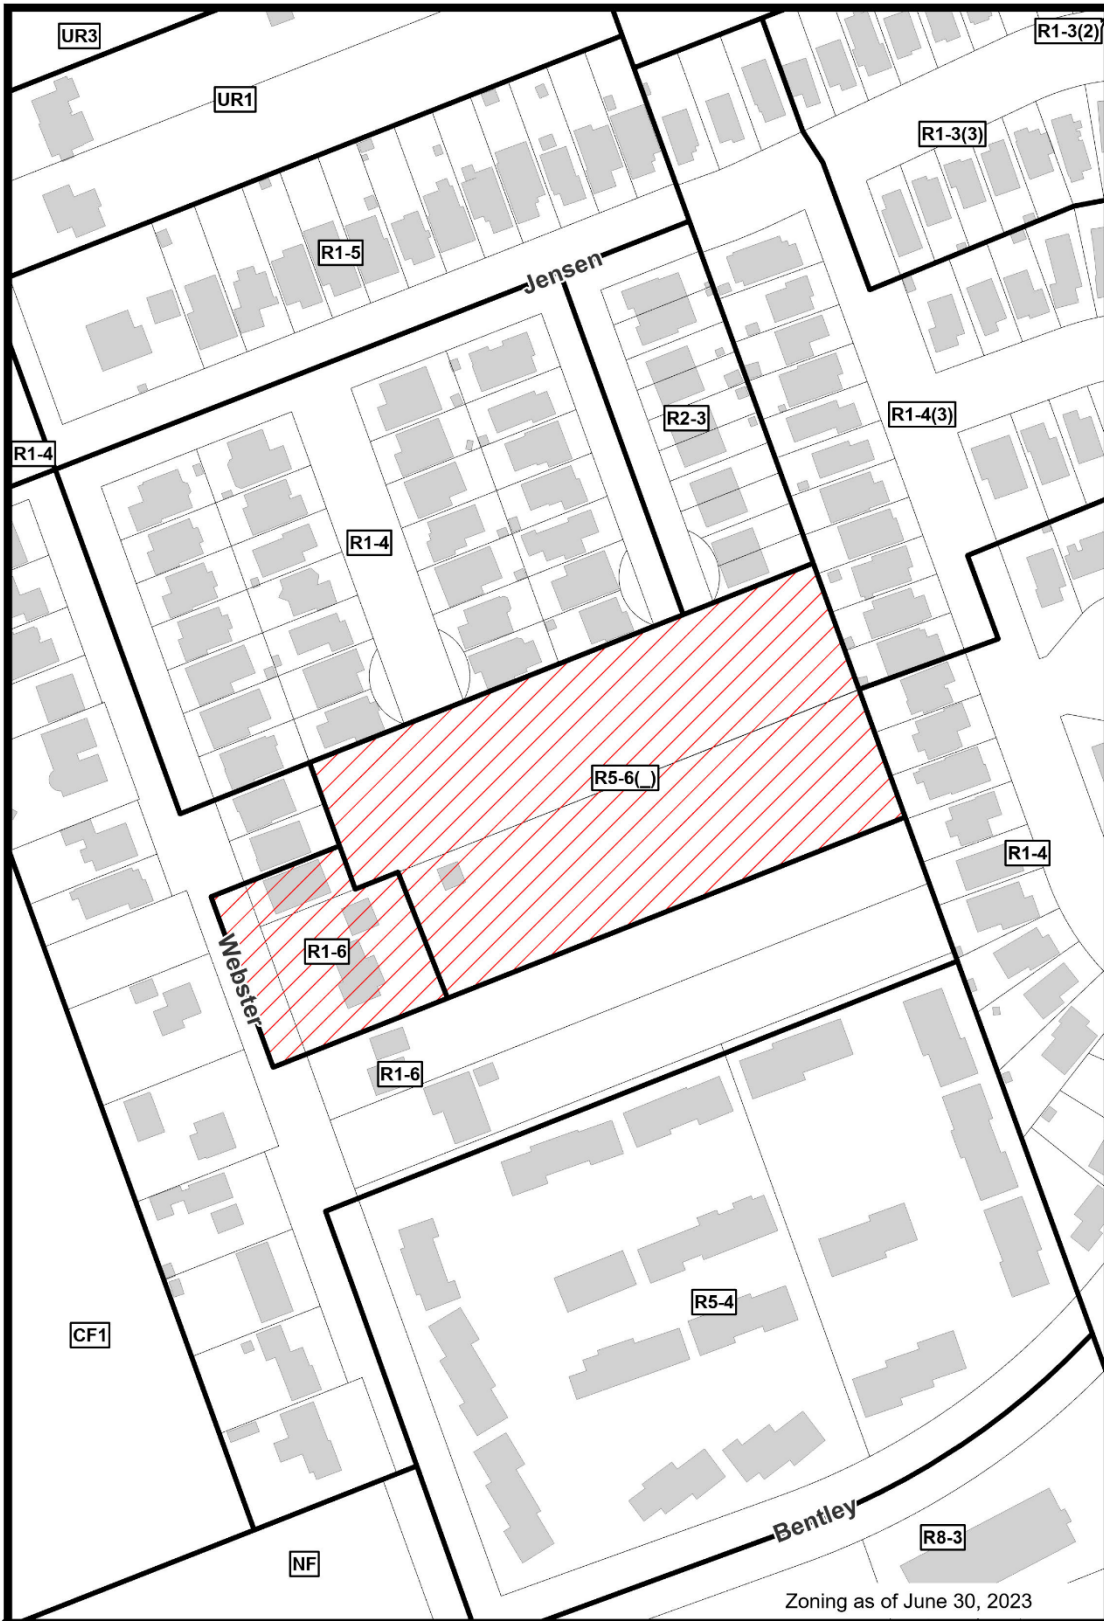 UR3
R1-3(2)
UR1
R1-3(3)
R1-5
Jensen
R2-3
R1-4(3)
R1-4
R1-4
R5-6(_)
R1-4
R1-6
Webster
R1-6
R5-4
CF1
Bentley
R8-3
NF
Zoning as of June 30, 2023